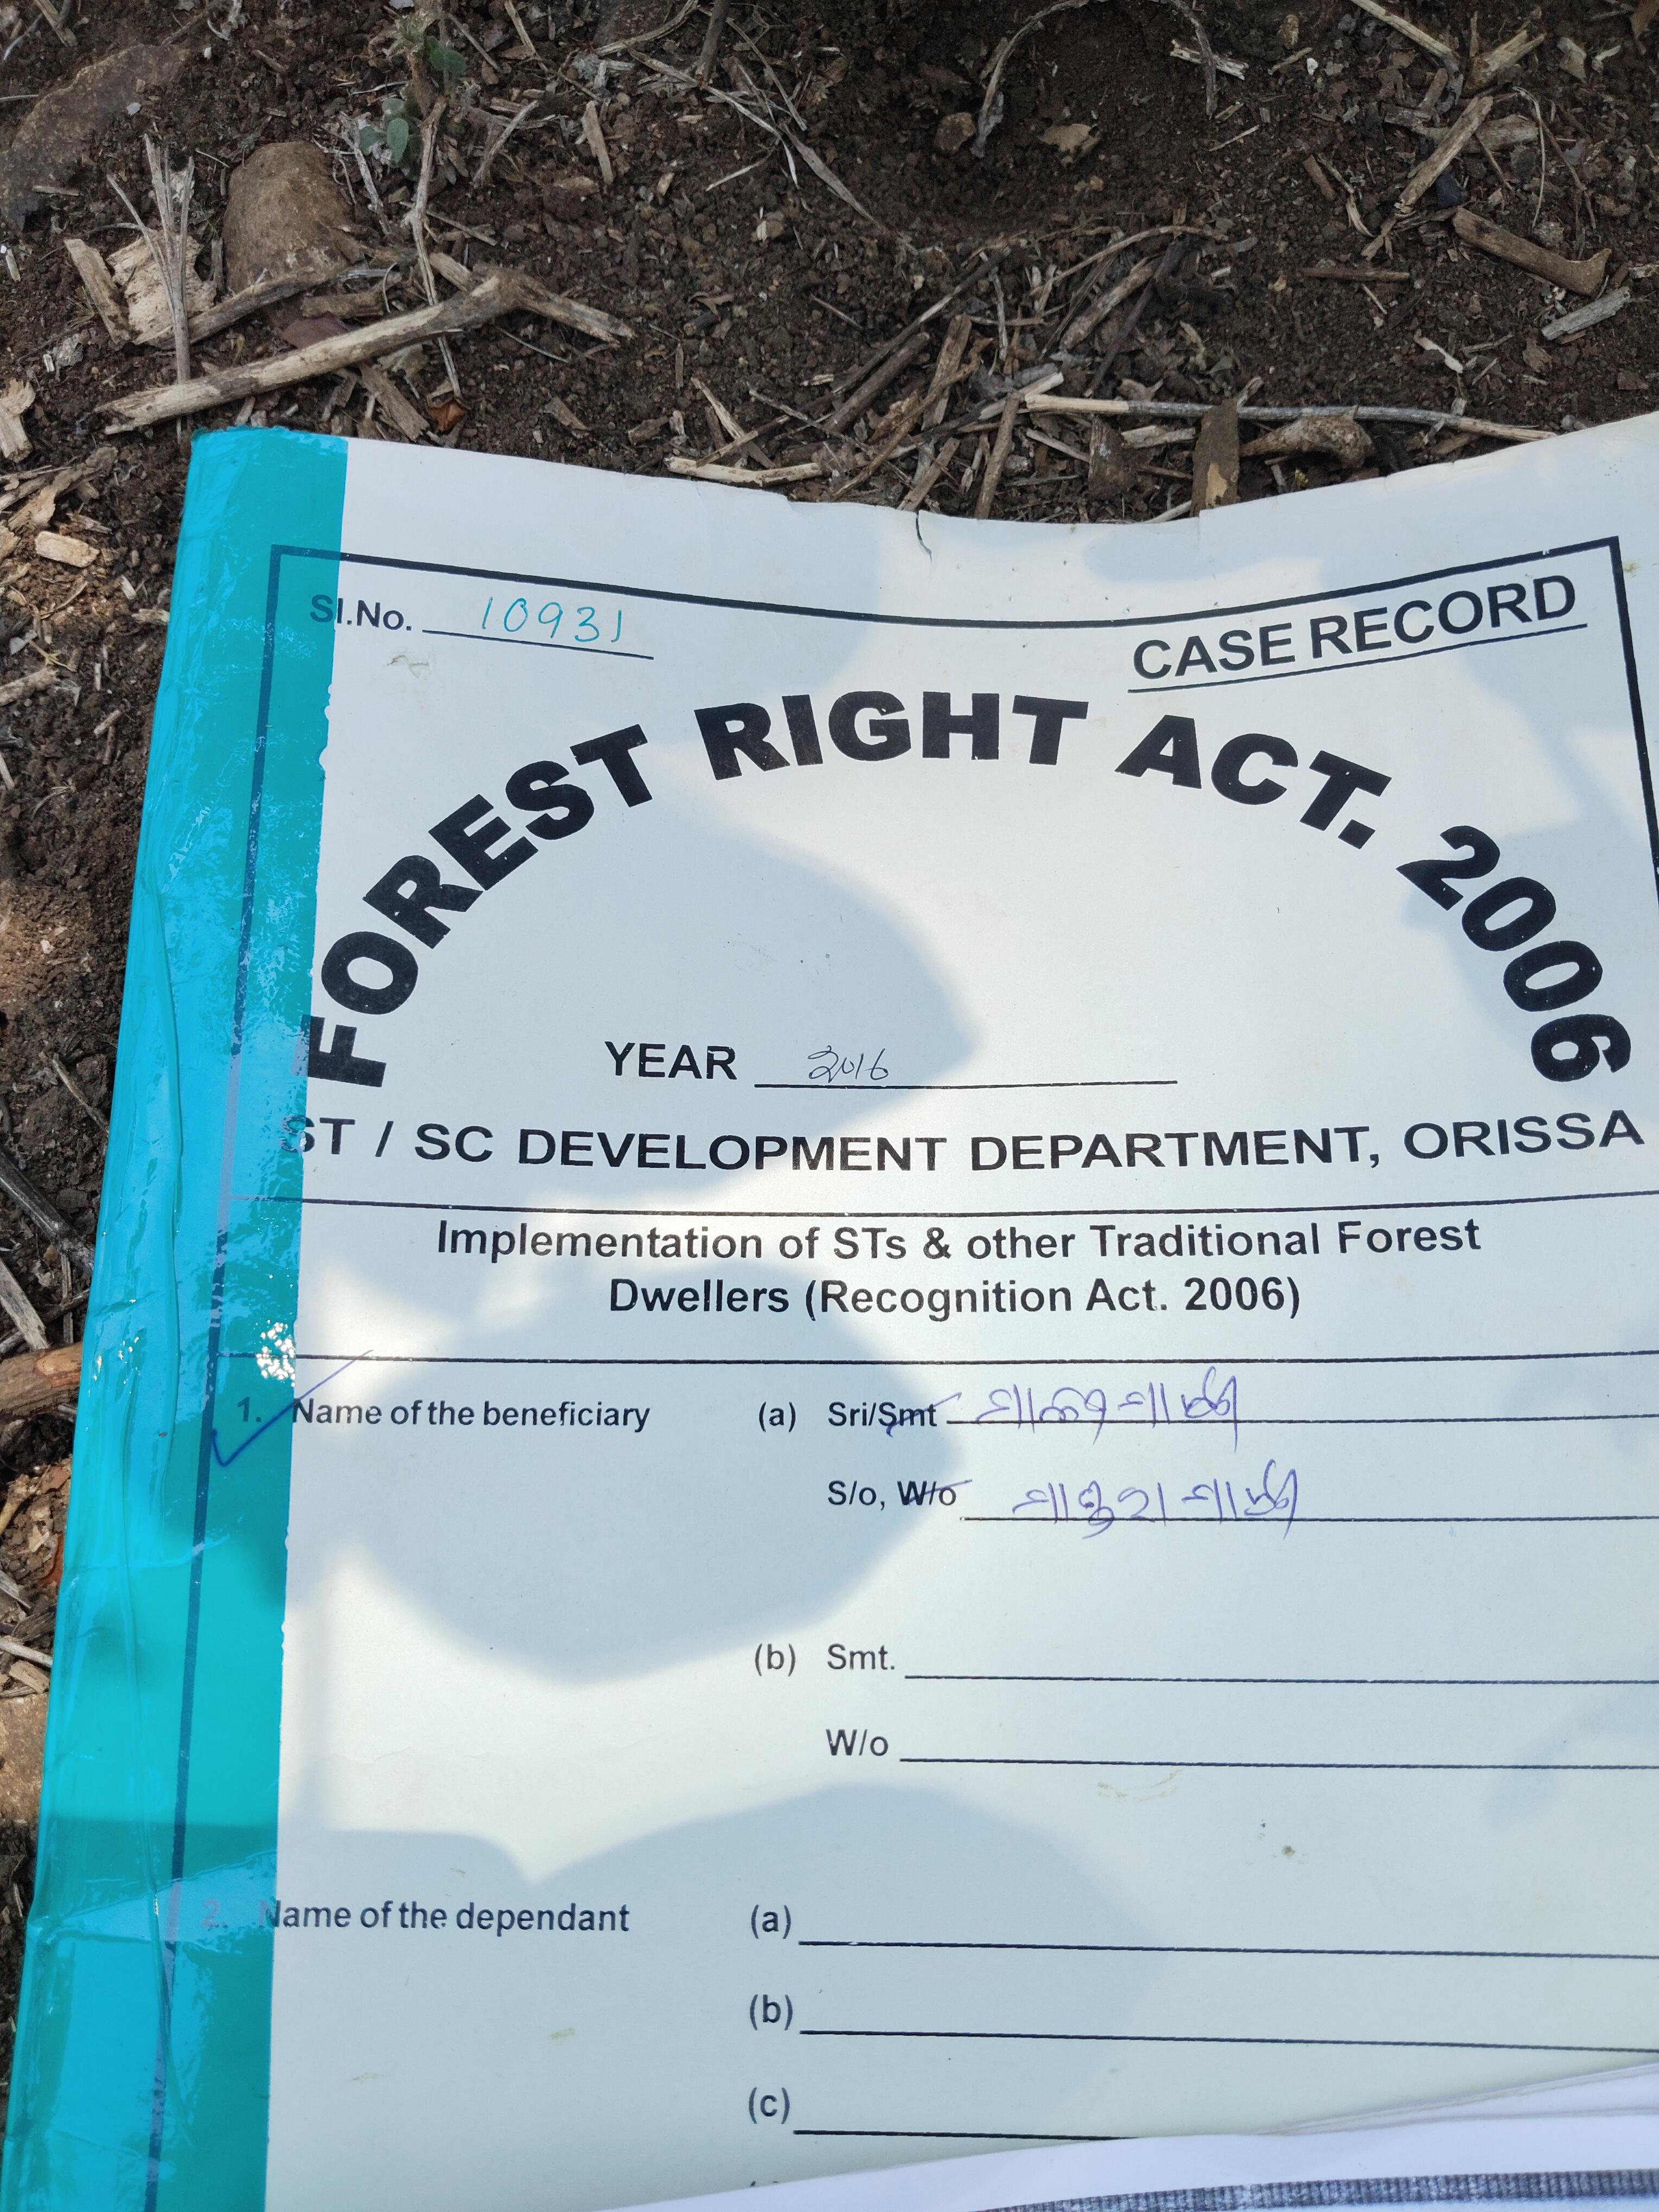 Sl.No. 10931
CASE RECORD
FOREST RIGHT ACT. 2006
YEAR 2016
ST / SC DEVELOPMENT DEPARTMENT, ORISSA
Implementation of STs & other Traditional Forest
Dwellers (Recognition Act. 2006)
1. Name of the beneficiary (a) Sri/Smt
S/o, W/o
(b) Smt.
W/o
2. Name of the dependant (a)
(b)
(c)